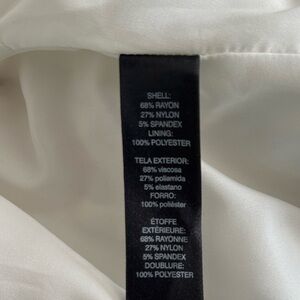 SHELL:
68% RAYON
27% NYLON
5% SPANDEX
LINING:
100% POLYESTER
TELA EXTERIOR:
68% viscosa
27% poliamida
5% elastano
FORRO:
100% poliéster
ÉTOFFE
EXTÉRIEURE:
68% RAYONNE
27% NYLON
5% SPANDEX
DOUBLURE:
100% POLYESTER